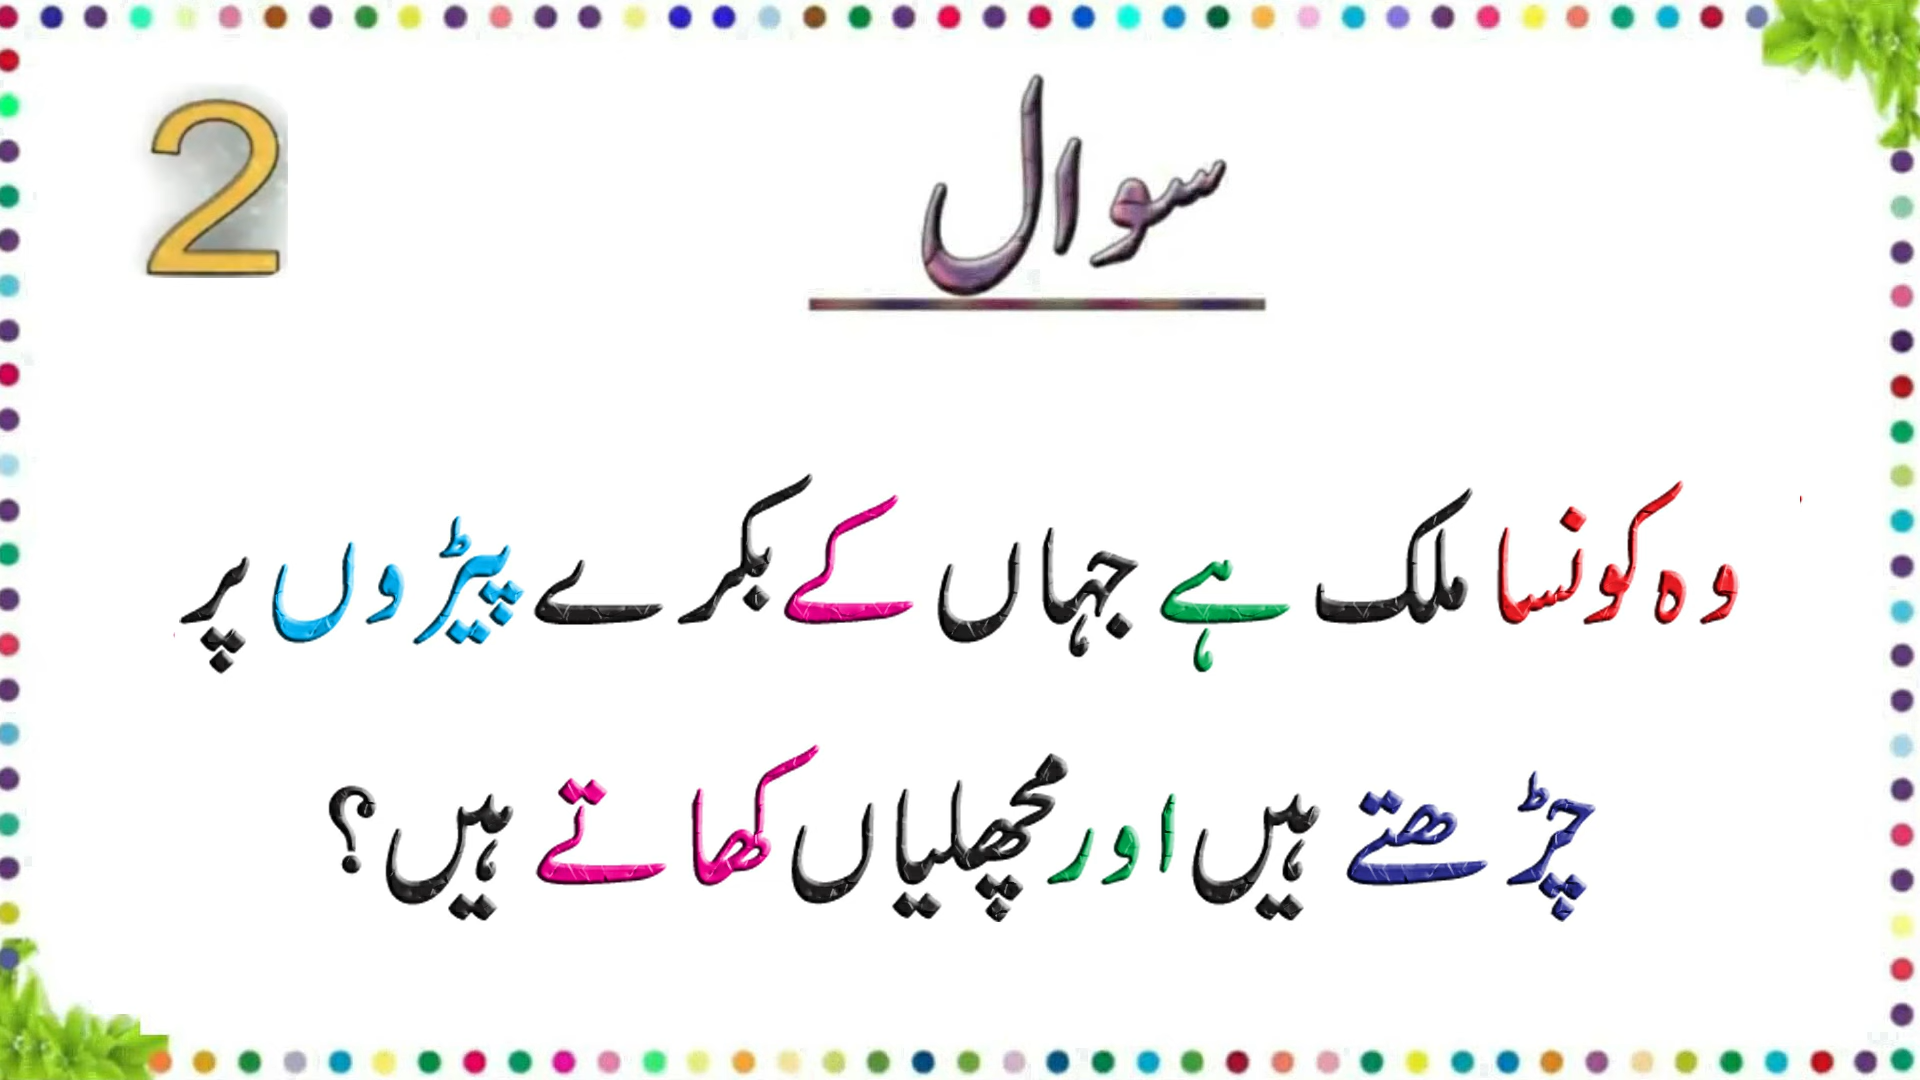 2
سوال
وہ کونسا ملک ہے جہاں کے بکرے پیڑوں پر
چڑھتے ہیں اور مچھلیاں کھاتے ہیں؟